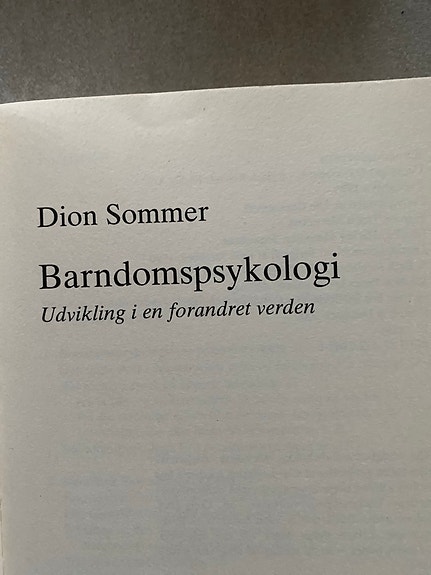 Dion Sommer
Barndomspsykologi
Udvikling i en forandret verden